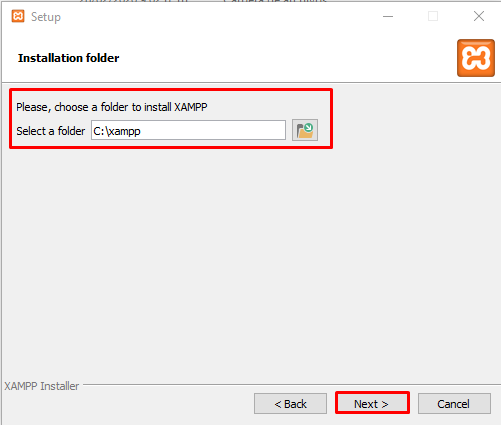 Setup
Installation folder
Please, choose a folder to install XAMPP
Select a folder C:\xampp
XAMPP Installer
< Back Next > Cancel